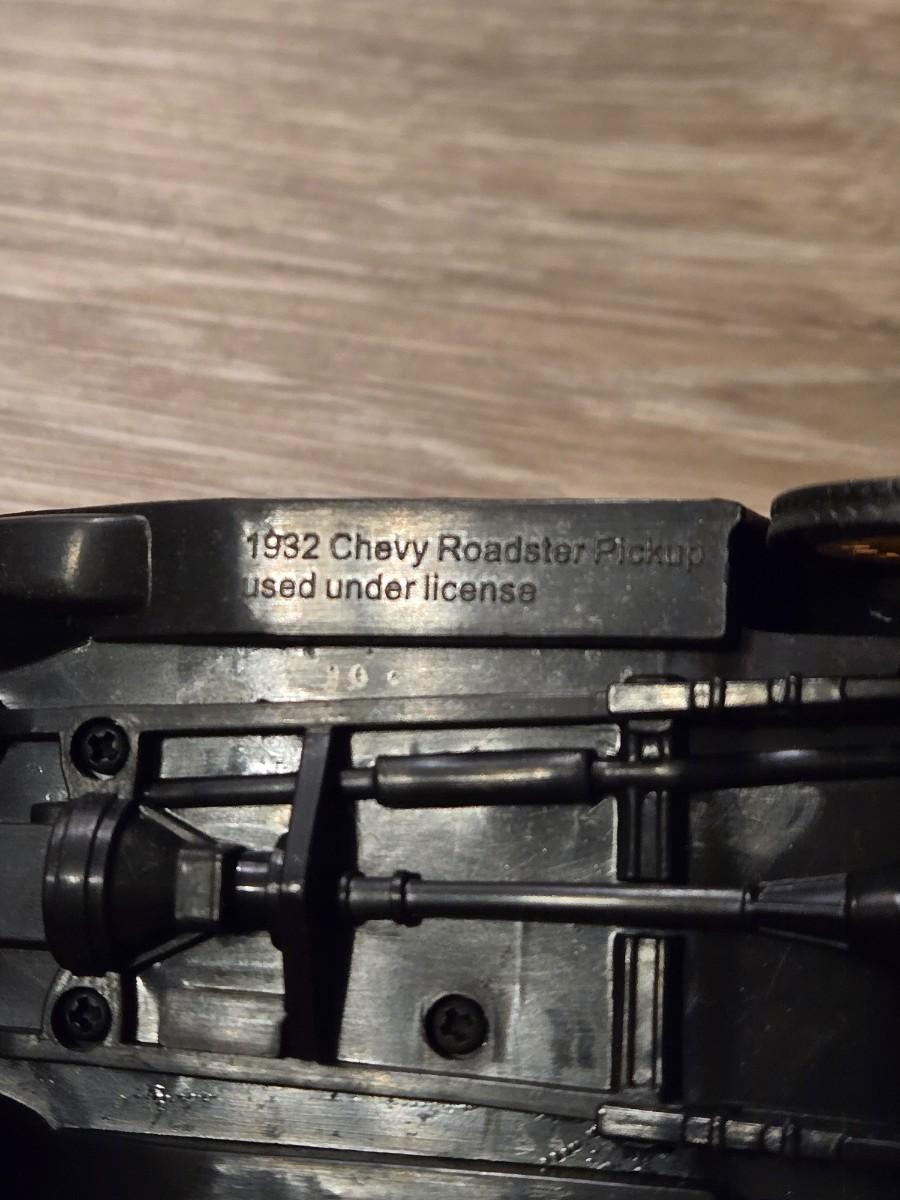 1932 Chevy Roadster Pickup
used under license